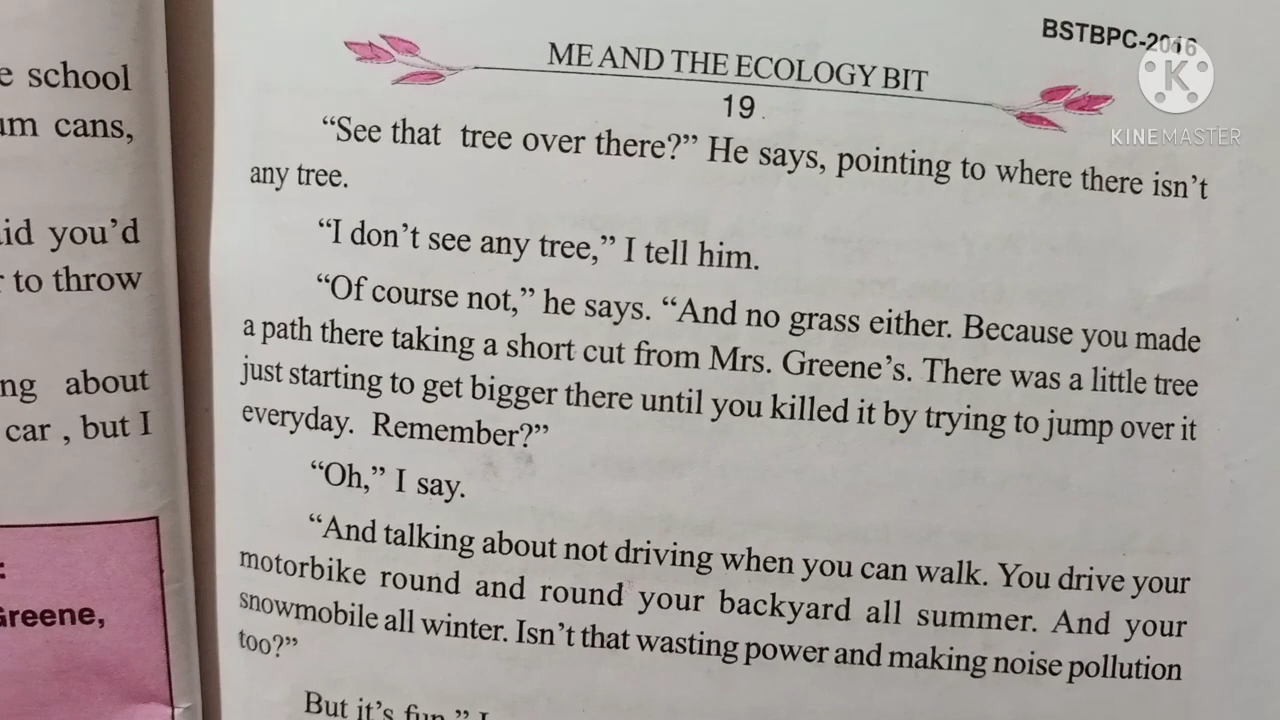 e school
um cans,
aid you'd
to throw
ng about
car , but I
:
Greene,
BSTBPC-2016
ME AND THE ECOLOGY BIT
19
K
KINEMASTER
“See that tree over there?” He says, pointing to where there isn’t
any tree.
“I don’t see any tree,” I tell him.
“Of course not,” he says. “And no grass either. Because you made
a path there taking a short cut from Mrs. Greene’s. There was a little tree
just starting to get bigger there until you killed it by trying to jump over it
everyday. Remember?”
“Oh,” I say.
“And talking about not driving when you can walk. You drive your
motorbike round and round your backyard all summer. And your
snowmobile all winter. Isn’t that wasting power and making noise pollution
too?”
But it’s fun,” I